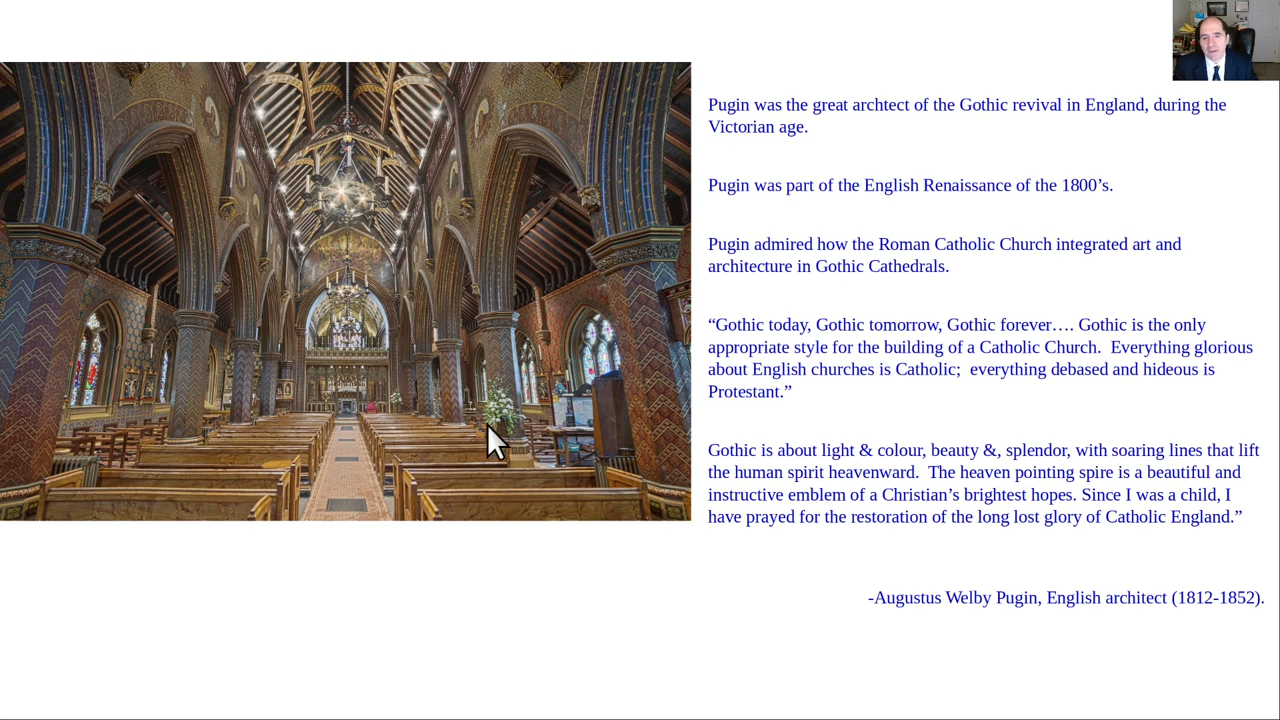 Pugin was the great archtect of the Gothic revival in England, during the
Victorian age.
Pugin was part of the English Renaissance of the 1800’s.
Pugin admired how the Roman Catholic Church integrated art and
architecture in Gothic Cathedrals.
“Gothic today, Gothic tomorrow, Gothic forever…. Gothic is the only
appropriate style for the building of a Catholic Church.  Everything glorious
about English churches is Catholic;  everything debased and hideous is
Protestant.”
Gothic is about light & colour, beauty &, splendor, with soaring lines that lift
the human spirit heavenward.  The heaven pointing spire is a beautiful and
instructive emblem of a Christian’s brightest hopes. Since I was a child, I
have prayed for the restoration of the long lost glory of Catholic England.”
-Augustus Welby Pugin, English architect (1812-1852).